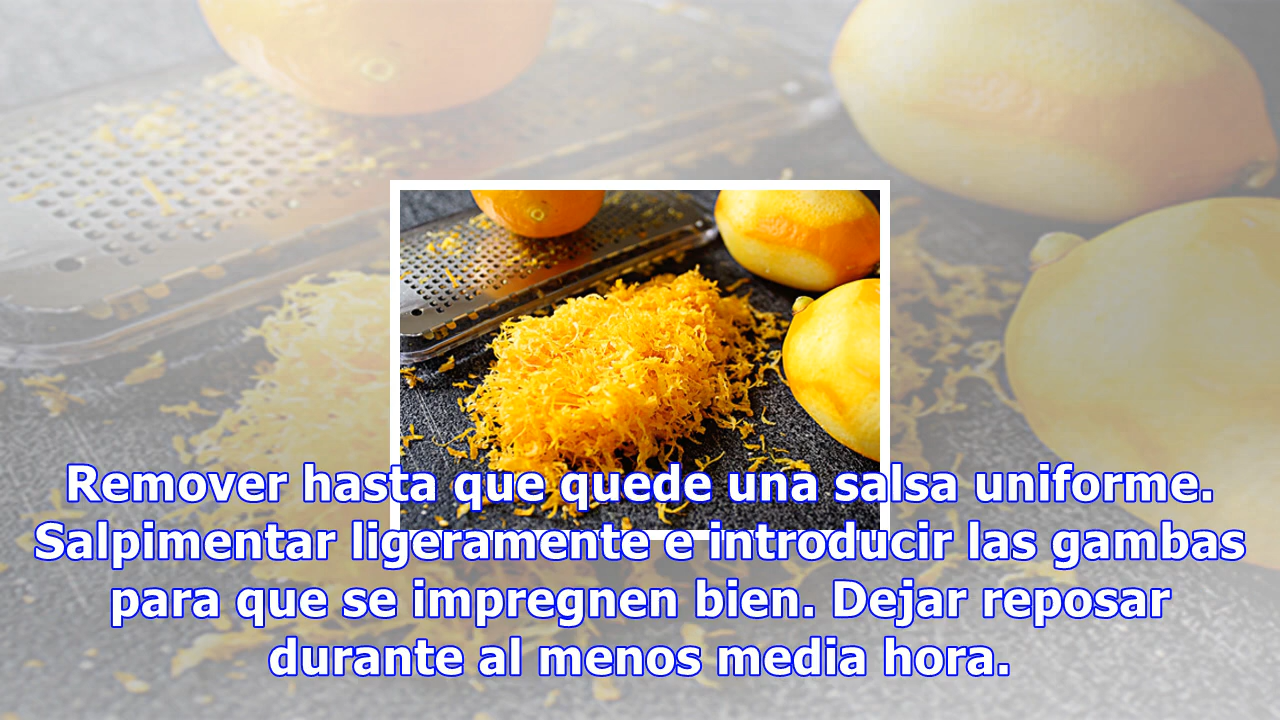 Remover hasta que quede una salsa uniforme.
Salpimentar ligeramente e introducir las gambas
para que se impregnen bien. Dejar reposar
durante al menos media hora.